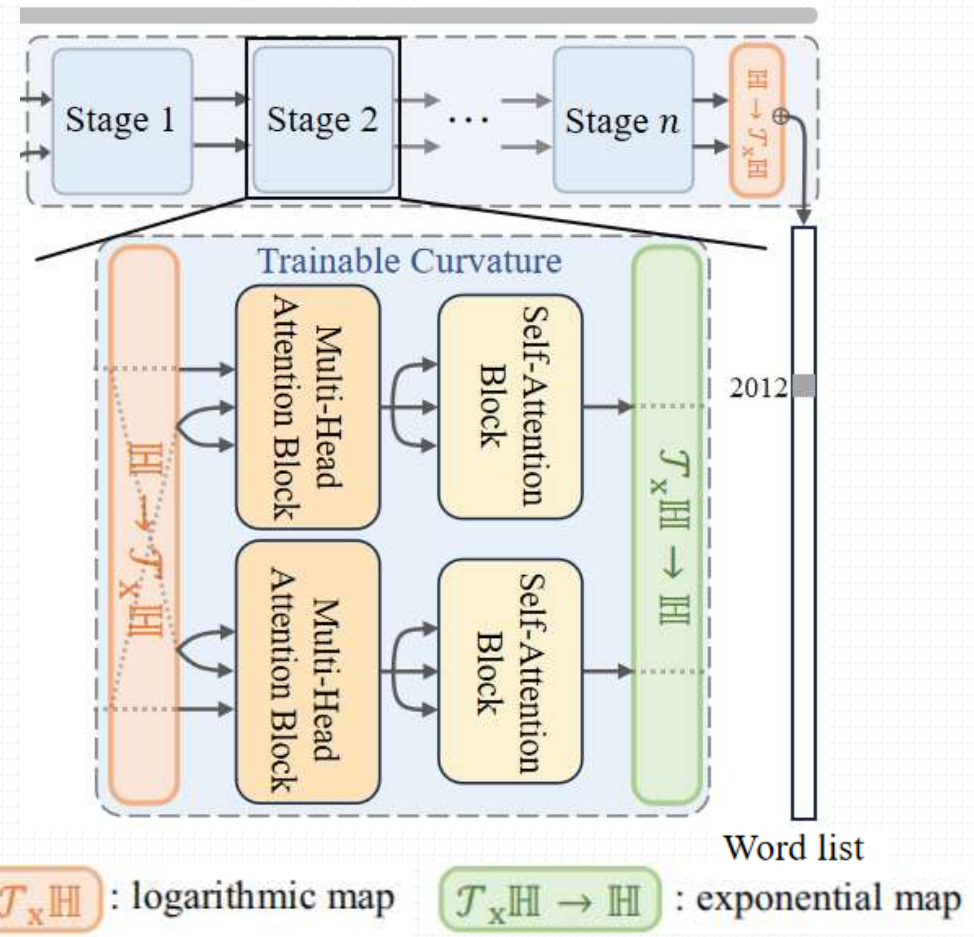 Stage 1
Stage 2
...
Stage n
ℍ → 𝒯ₓℍ
Trainable Curvature
ℍ → 𝒯ₓℍ
Multi-Head
Attention Block
Self-Attention
Block
𝒯ₓℍ → ℍ
2012
Multi-Head
Attention Block
Self-Attention
Block
Word list
𝒯ₓℍ : logarithmic map
𝒯ₓℍ → ℍ : exponential map